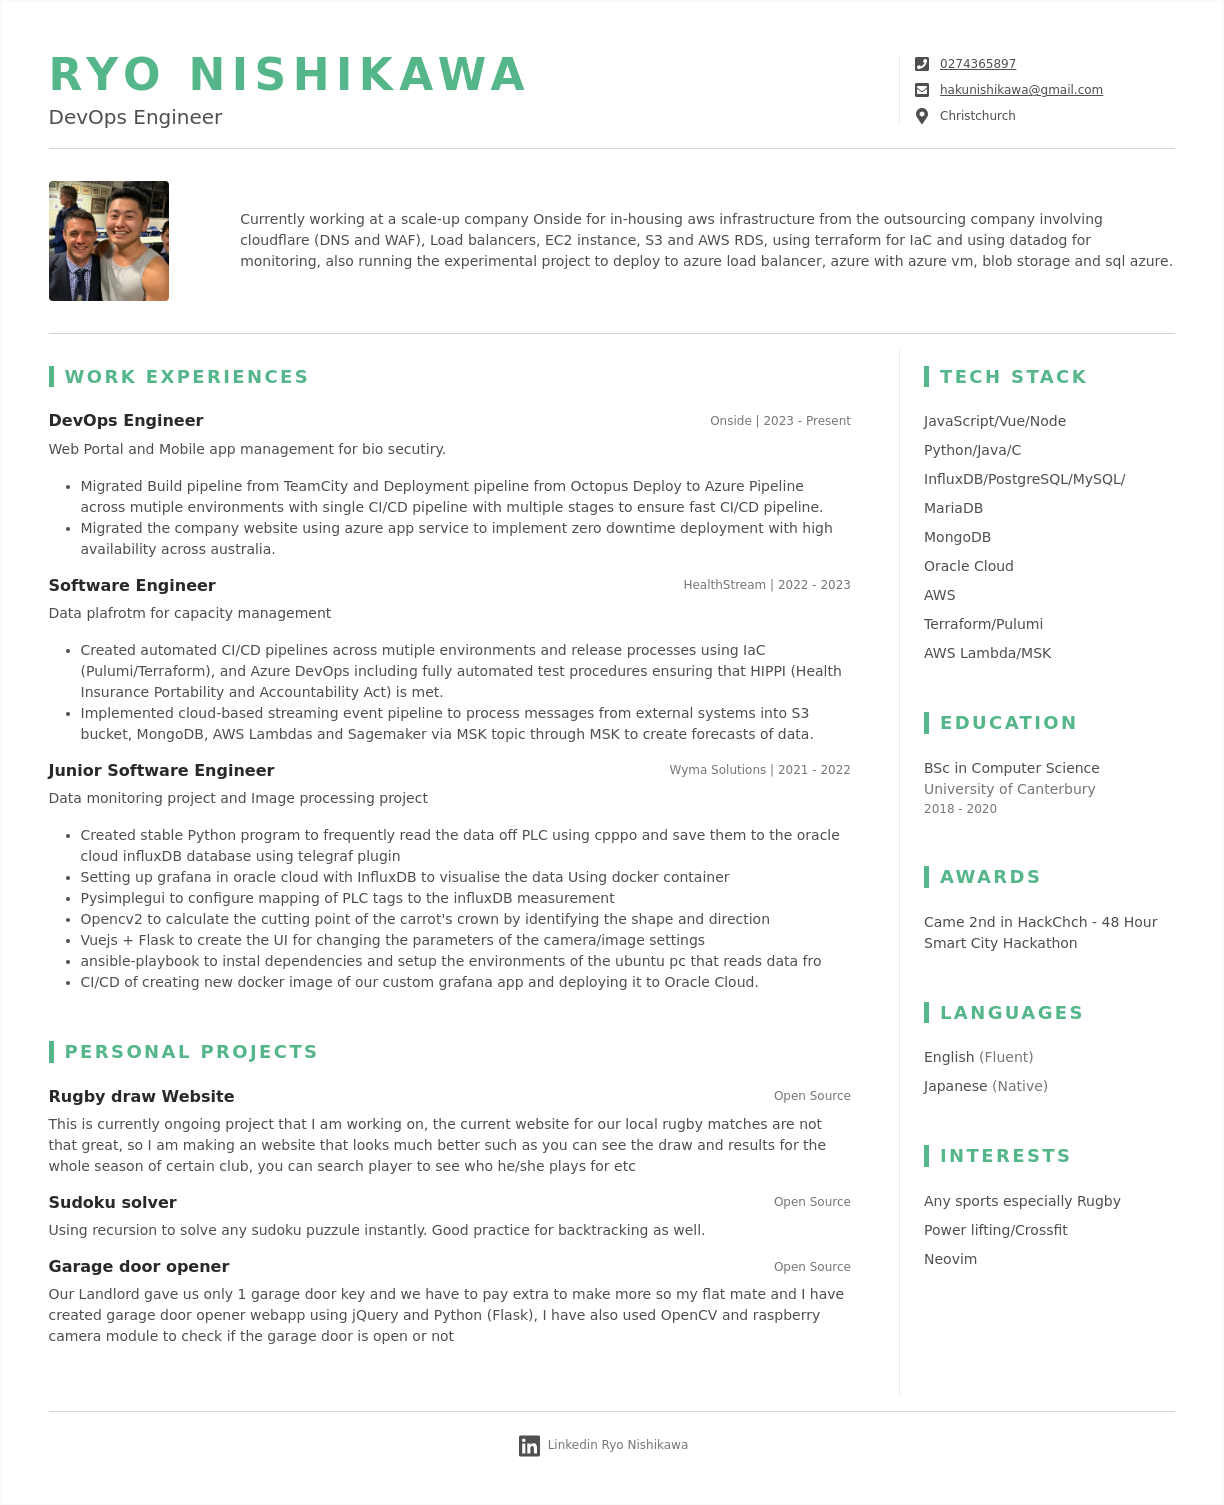 RYO NISHIKAWA
DevOps Engineer
0274365897
hakunishikawa@gmail.com
Christchurch
Currently working at a scale-up company Onside for in-housing aws infrastructure from the outsourcing company involving
cloudflare (DNS and WAF), Load balancers, EC2 instance, S3 and AWS RDS, using terraform for IaC and using datadog for
monitoring, also running the experimental project to deploy to azure load balancer, azure with azure vm, blob storage and sql azure.
WORK EXPERIENCES
DevOps Engineer
Onside | 2023 - Present
Web Portal and Mobile app management for bio secutiry.
• Migrated Build pipeline from TeamCity and Deployment pipeline from Octopus Deploy to Azure Pipeline
across mutiple environments with single CI/CD pipeline with multiple stages to ensure fast CI/CD pipeline.
• Migrated the company website using azure app service to implement zero downtime deployment with high
availability across australia.
Software Engineer
HealthStream | 2022 - 2023
Data plafrotm for capacity management
• Created automated CI/CD pipelines across mutiple environments and release processes using IaC
(Pulumi/Terraform), and Azure DevOps including fully automated test procedures ensuring that HIPPI (Health
Insurance Portability and Accountability Act) is met.
• Implemented cloud-based streaming event pipeline to process messages from external systems into S3
bucket, MongoDB, AWS Lambdas and Sagemaker via MSK topic through MSK to create forecasts of data.
Junior Software Engineer
Wyma Solutions | 2021 - 2022
Data monitoring project and Image processing project
• Created stable Python program to frequently read the data off PLC using cpppo and save them to the oracle
cloud influxDB database using telegraf plugin
• Setting up grafana in oracle cloud with InfluxDB to visualise the data Using docker container
• Pysimplegui to configure mapping of PLC tags to the influxDB measurement
• Opencv2 to calculate the cutting point of the carrot's crown by identifying the shape and direction
• Vuejs + Flask to create the UI for changing the parameters of the camera/image settings
• ansible-playbook to instal dependencies and setup the environments of the ubuntu pc that reads data fro
• CI/CD of creating new docker image of our custom grafana app and deploying it to Oracle Cloud.
PERSONAL PROJECTS
Rugby draw Website
Open Source
This is currently ongoing project that I am working on, the current website for our local rugby matches are not
that great, so I am making an website that looks much better such as you can see the draw and results for the
whole season of certain club, you can search player to see who he/she plays for etc
Sudoku solver
Open Source
Using recursion to solve any sudoku puzzule instantly. Good practice for backtracking as well.
Garage door opener
Open Source
Our Landlord gave us only 1 garage door key and we have to pay extra to make more so my flat mate and I have
created garage door opener webapp using jQuery and Python (Flask), I have also used OpenCV and raspberry
camera module to check if the garage door is open or not
TECH STACK
JavaScript/Vue/Node
Python/Java/C
InfluxDB/PostgreSQL/MySQL/
MariaDB
MongoDB
Oracle Cloud
AWS
Terraform/Pulumi
AWS Lambda/MSK
EDUCATION
BSc in Computer Science
University of Canterbury
2018 - 2020
AWARDS
Came 2nd in HackChch - 48 Hour
Smart City Hackathon
LANGUAGES
English (Fluent)
Japanese (Native)
INTERESTS
Any sports especially Rugby
Power lifting/Crossfit
Neovim
Linkedin Ryo Nishikawa